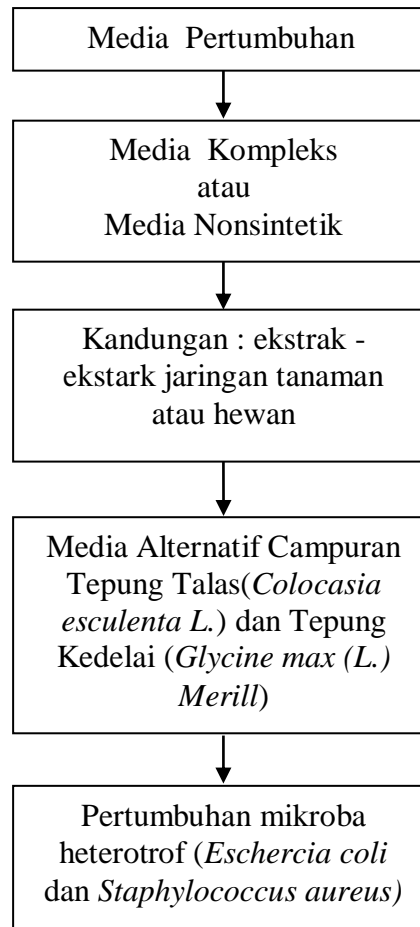 Media Pertumbuhan
Media Kompleks
atau
Media Nonsintetik
Kandungan : ekstrak -
ekstark jaringan tanaman
atau hewan
Media Alternatif Campuran
Tepung Talas(Colocasia
esculenta L.) dan Tepung
Kedelai (Glycine max (L.)
Merill)
Pertumbuhan mikroba
heterotrof (Eschercia coli
dan Staphylococcus aureus)